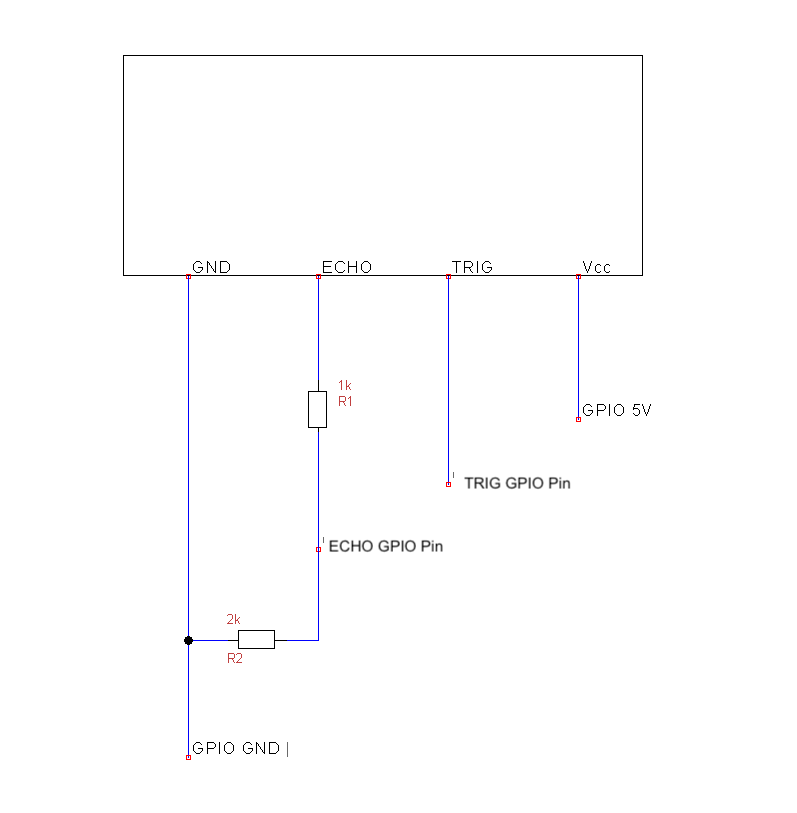 GND
ECHO
TRIG
Vcc
1k
R1
GPIO 5V
TRIG GPIO Pin
ECHO GPIO Pin
2k
R2
GPIO GND |